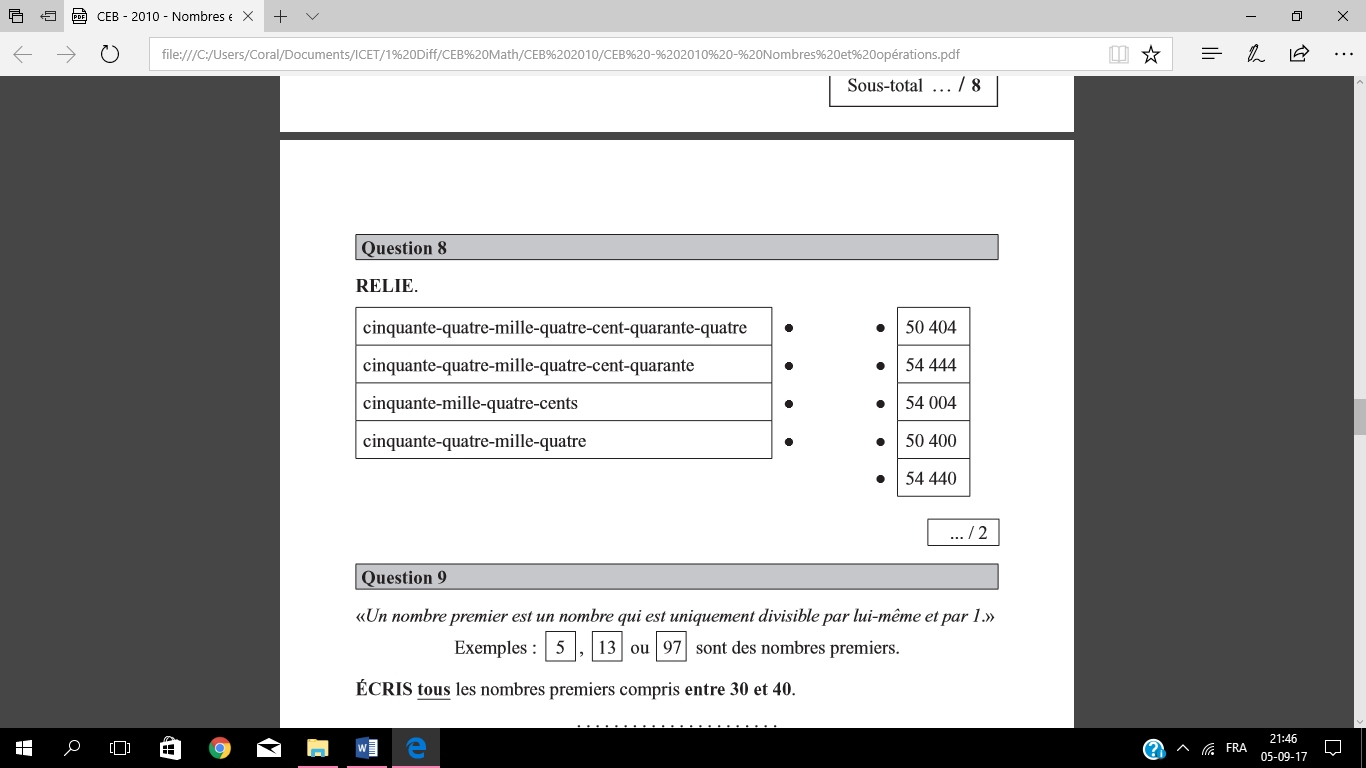 CEB - 2010 - Nombres e
file:///C:/Users/Coral/Documents/ICET/1%20Diff/CEB%20Math/CEB%202010/CEB%20-%202010%20-%20Nombres%20et%20opérations.pdf
Sous-total … / 8
Question 8
RELIE.
cinquante-quatre-mille-quatre-cent-quarante-quatre • • 50 404
cinquante-quatre-mille-quatre-cent-quarante • • 54 444
cinquante-mille-quatre-cents • • 54 004
cinquante-quatre-mille-quatre • • 50 400
• 54 440
... / 2
Question 9
«Un nombre premier est un nombre qui est uniquement divisible par lui-même et par 1.»
Exemples : 5 , 13 ou 97 sont des nombres premiers.
ÉCRIS tous les nombres premiers compris entre 30 et 40.
. . . . . . . . . . . . . . . . . . . . . .
FRA
21:46
05-09-17